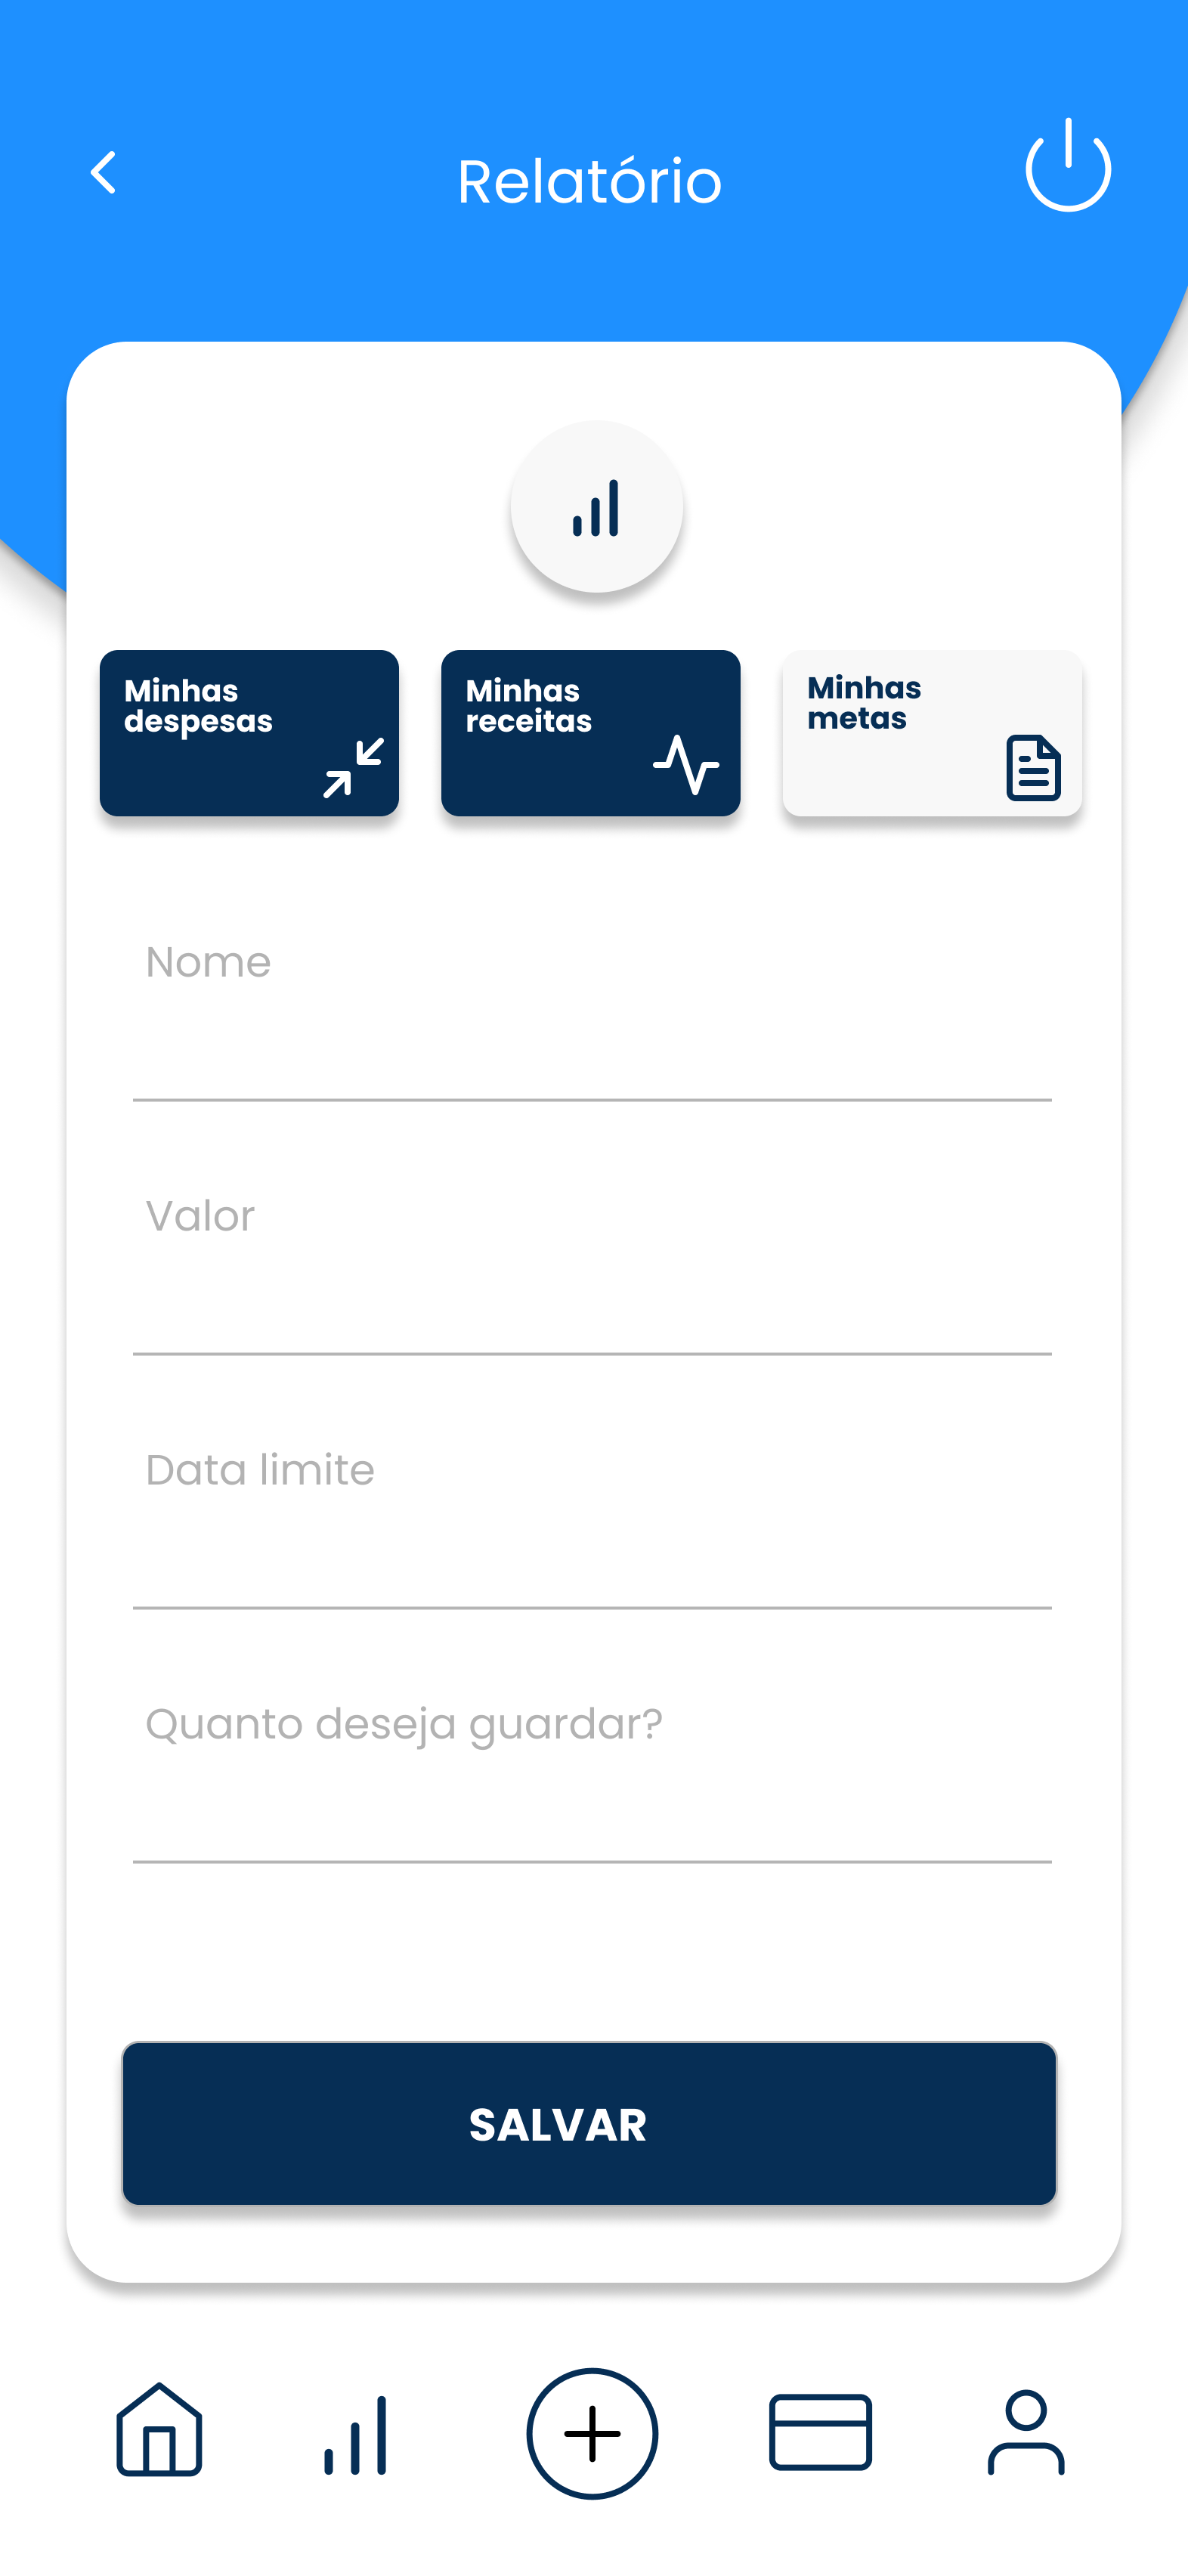 Relatório
Minhas
despesas
Minhas
receitas
Minhas
metas
Nome
Valor
Data limite
Quanto deseja guardar?
SALVAR